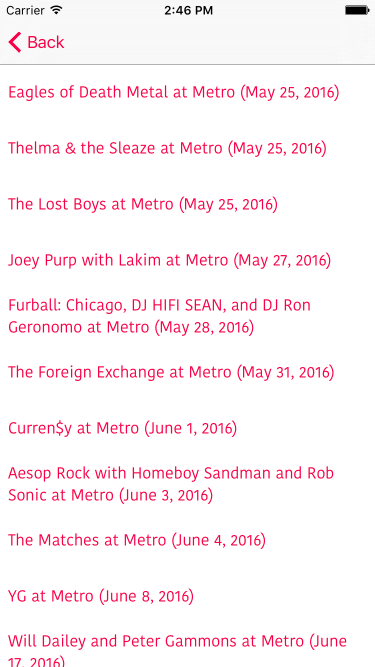 Carrier 2:46 PM
Back
Eagles of Death Metal at Metro (May 25, 2016)
Thelma & the Sleaze at Metro (May 25, 2016)
The Lost Boys at Metro (May 25, 2016)
Joey Purp with Lakim at Metro (May 27, 2016)
Furball: Chicago, DJ HIFI SEAN, and DJ Ron
Geronomo at Metro (May 28, 2016)
The Foreign Exchange at Metro (May 31, 2016)
Curren$y at Metro (June 1, 2016)
Aesop Rock with Homeboy Sandman and Rob
Sonic at Metro (June 3, 2016)
The Matches at Metro (June 4, 2016)
YG at Metro (June 8, 2016)
Will Dailey and Peter Gammons at Metro (June
17, 2016)